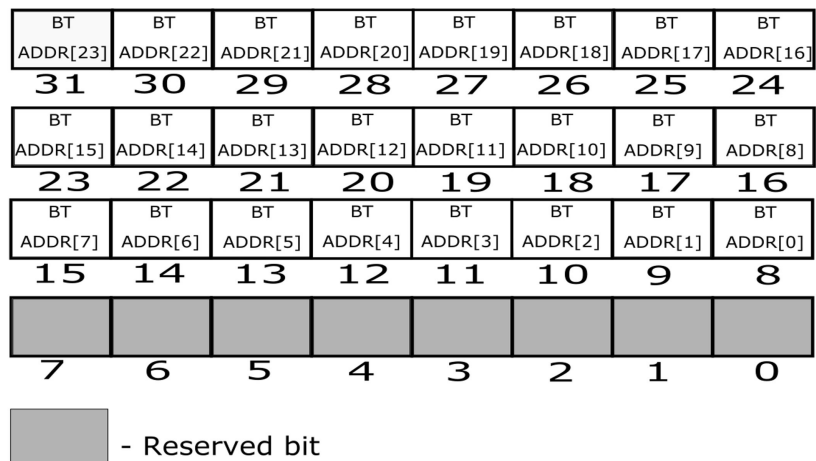 BT BT BT BT BT BT BT BT
ADDR[23] ADDR[22] ADDR[21] ADDR[20] ADDR[19] ADDR[18] ADDR[17] ADDR[16]
31 30 29 28 27 26 25 24
BT BT BT BT BT BT BT BT
ADDR[15] ADDR[14] ADDR[13] ADDR[12] ADDR[11] ADDR[10] ADDR[9] ADDR[8]
23 22 21 20 19 18 17 16
BT BT BT BT BT BT BT BT
ADDR[7] ADDR[6] ADDR[5] ADDR[4] ADDR[3] ADDR[2] ADDR[1] ADDR[0]
15 14 13 12 11 10 9 8
7 6 5 4 3 2 1 0
- Reserved bit